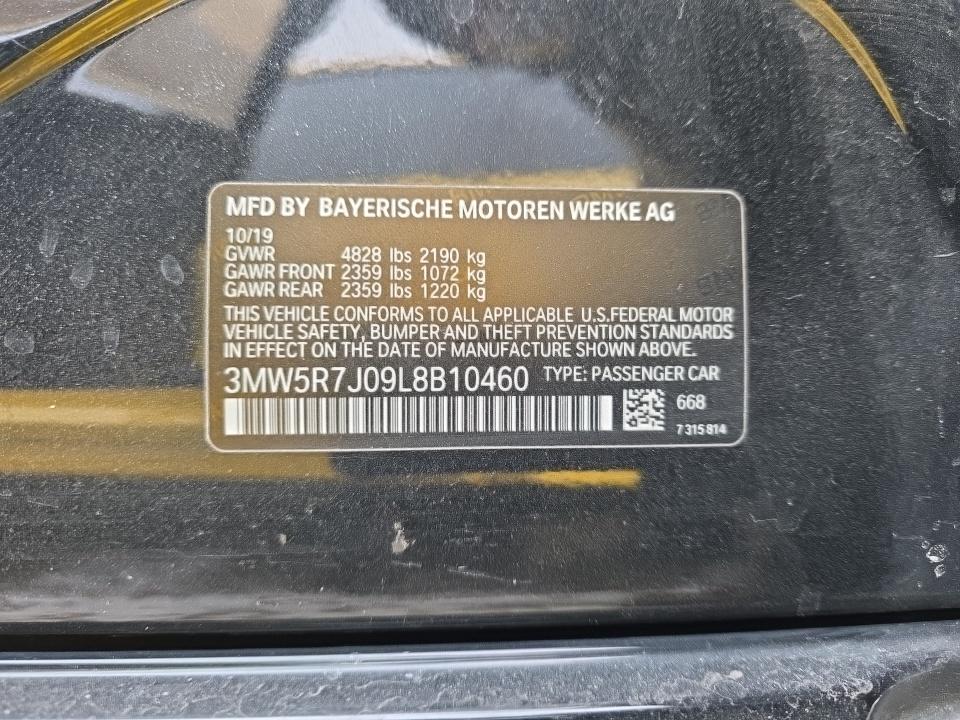 MFD BY BAYERISCHE MOTOREN WERKE AG
10/19
GVWR 4828 lbs 2190 kg
GAWR FRONT 2359 lbs 1072 kg
GAWR REAR 2359 lbs 1220 kg
THIS VEHICLE CONFORMS TO ALL APPLICABLE U.S.FEDERAL MOTOR
VEHICLE SAFETY, BUMPER AND THEFT PREVENTION STANDARDS
IN EFFECT ON THE DATE OF MANUFACTURE SHOWN ABOVE.
3MW5R7J09L8B10460 TYPE: PASSENGER CAR
668
7 315 814